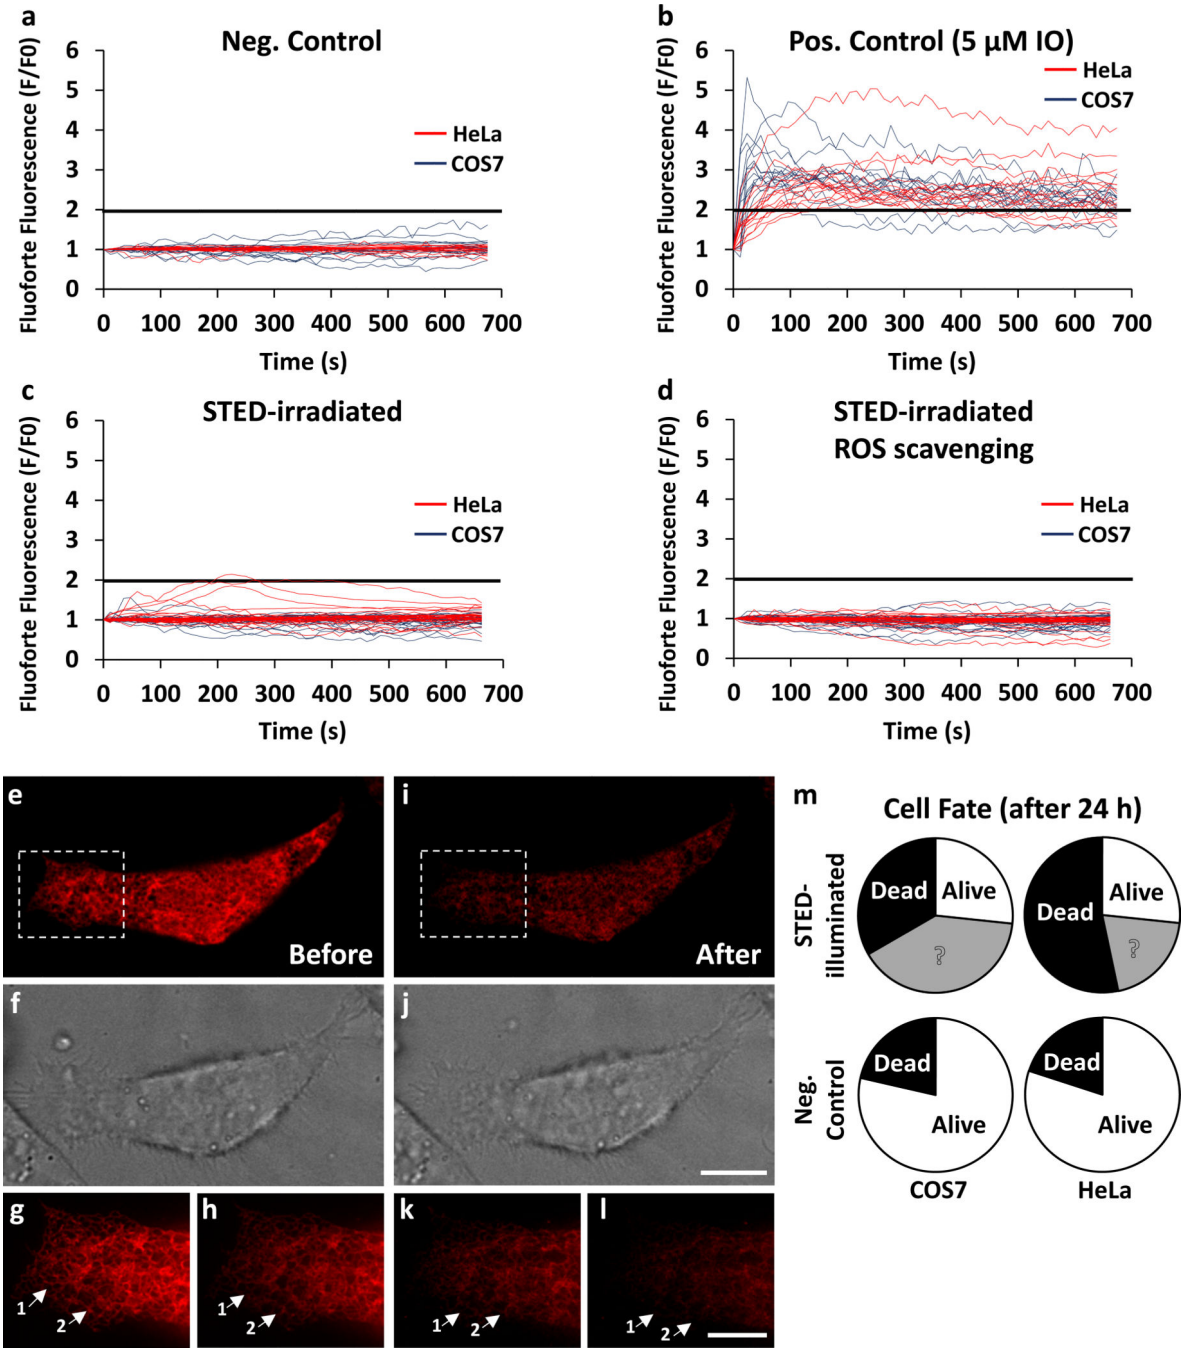 a
Neg. Control
Fluoforte Fluorescence (F/F0)
6
5
4
3
2
1
0
HeLa
COS7
0 100 200 300 400 500 600 700
Time (s)
b
Pos. Control (5 µM IO)
Fluoforte Fluorescence (F/F0)
6
5
4
3
2
1
0
HeLa
COS7
0 100 200 300 400 500 600 700
Time (s)
c
STED-irradiated
Fluoforte Fluorescence (F/F0)
6
5
4
3
2
1
0
HeLa
COS7
0 100 200 300 400 500 600 700
Time (s)
d
STED-irradiated
ROS scavenging
Fluoforte Fluorescence (F/F0)
6
5
4
3
2
1
0
HeLa
COS7
0 100 200 300 400 500 600 700
Time (s)
e
Before
i
After
f
j
g
1
2
h
1
2
k
1
2
l
1
2
m
Cell Fate (after 24 h)
STED-
illuminated
Dead
Alive
?
Dead
Alive
?
Neg.
Control
Dead
Alive
Dead
Alive
COS7
HeLa